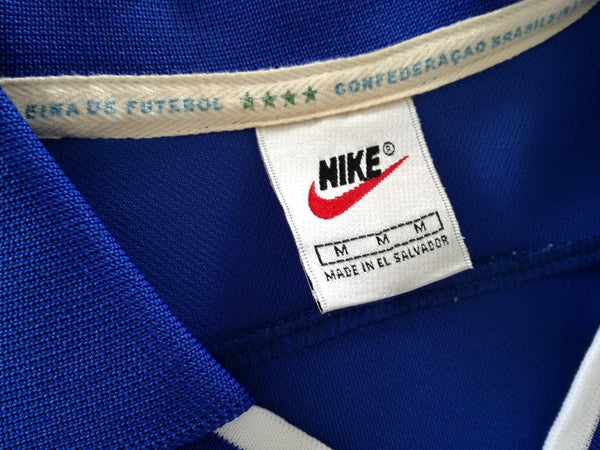 EIRA DE FUTEBOL ★★★★ CONFEDERAÇAO BRASILEIRA
NIKE®
M M M
MADE IN EL SALVADOR